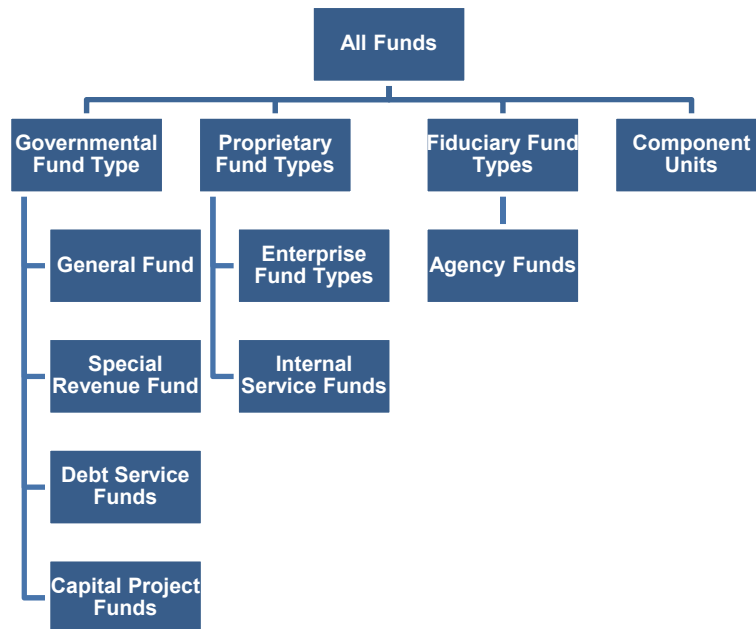 All Funds
Governmental
Fund Type
Proprietary
Fund Types
Fiduciary Fund
Types
Component
Units
General Fund
Enterprise
Fund Types
Agency Funds
Special
Revenue Fund
Internal
Service Funds
Debt Service
Funds
Capital Project
Funds